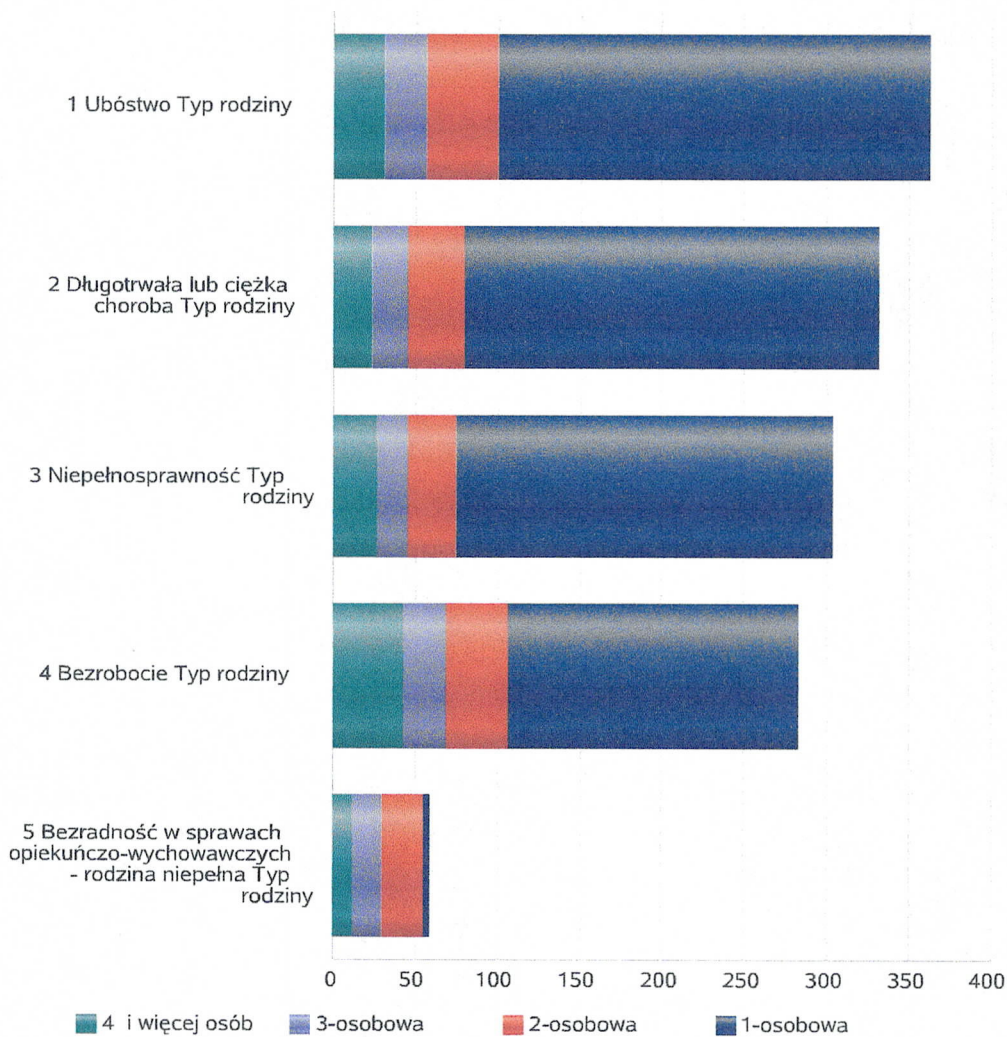 1 Ubóstwo Typ rodziny
2 Długotrwała lub ciężka
choroba Typ rodziny
3 Niepełnosprawność Typ
rodziny
4 Bezrobocie Typ rodziny
5 Bezradność w sprawach
opiekuńczo-wychowawczych
- rodzina niepełna Typ
rodziny
0 50 100 150 200 250 300 350 400
4 i więcej osób 3-osobowa 2-osobowa 1-osobowa